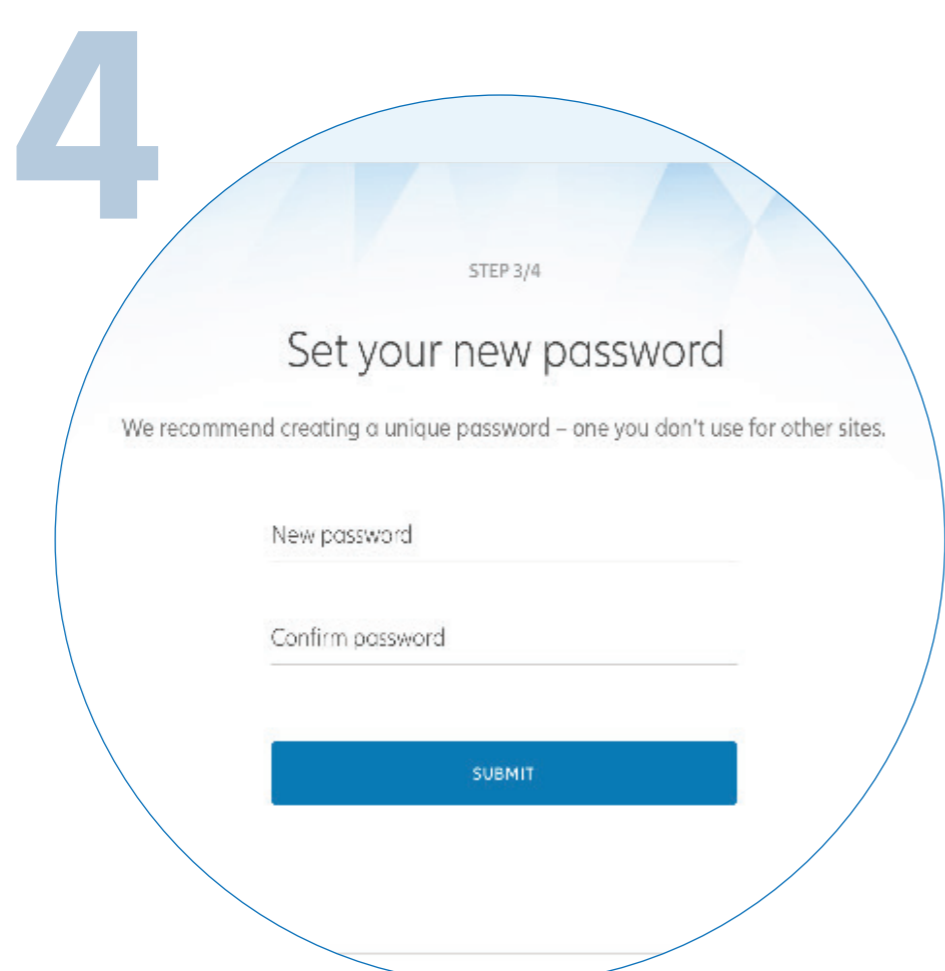 4
STEP 3/4
Set your new password
We recommend creating a unique password – one you don't use for other sites.
New password
Confirm password
SUBMIT